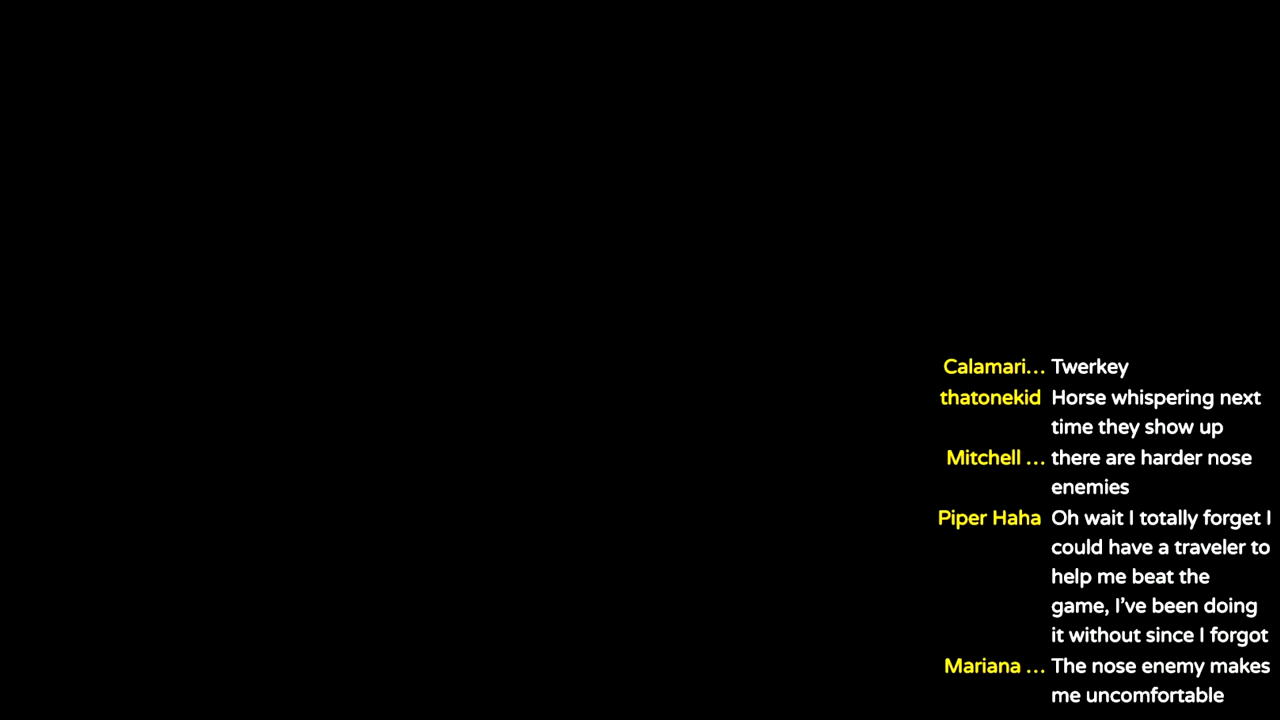 Calamari... Twerkey
thatonekid Horse whispering next
time they show up
Mitchell ... there are harder nose
enemies
Piper Haha Oh wait I totally forget I
could have a traveler to
help me beat the
game, I've been doing
it without since I forgot
Mariana ... The nose enemy makes
me uncomfortable